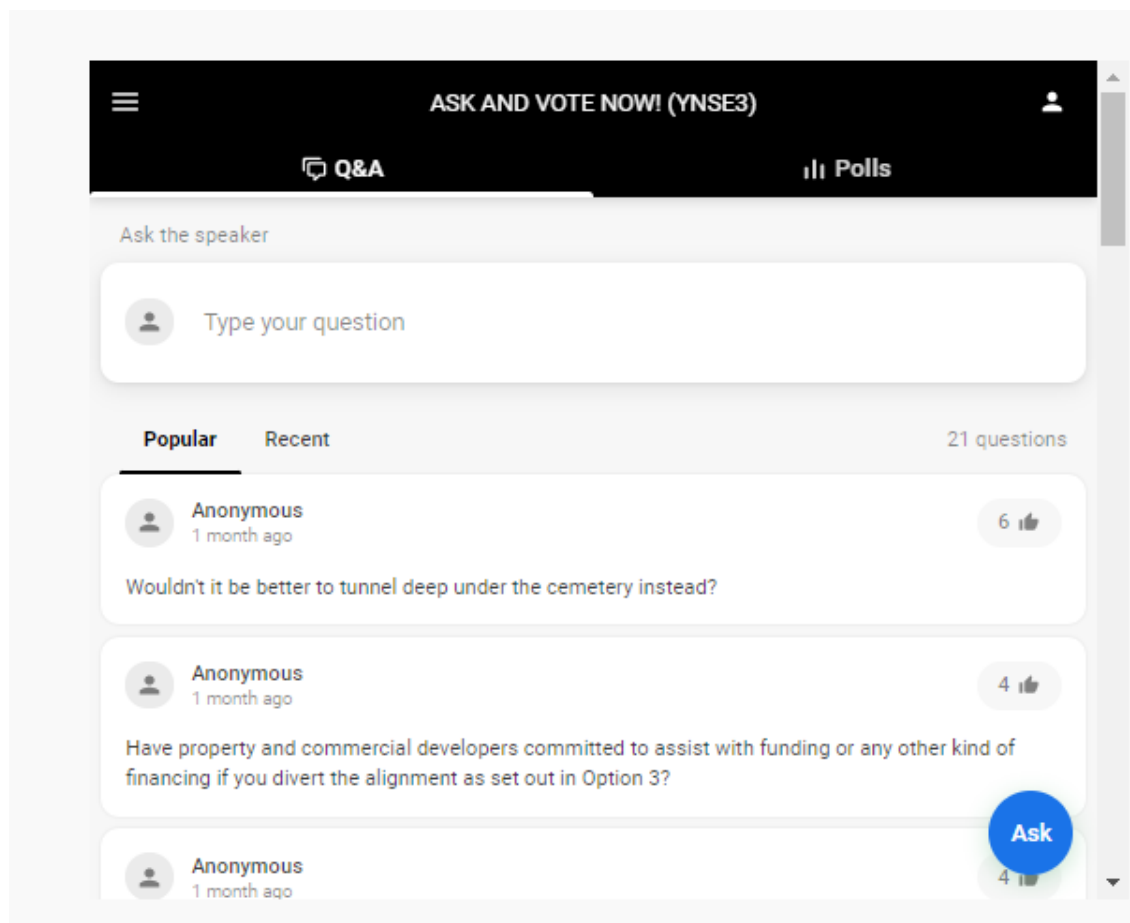 ASK AND VOTE NOW! (YNSE3)
Q&A
Polls
Ask the speaker
Type your question
Popular
Recent
21 questions
Anonymous
6
1 month ago
Wouldn't it be better to tunnel deep under the cemetery instead?
Anonymous
4
1 month ago
Have property and commercial developers committed to assist with funding or any other kind of
financing if you divert the alignment as set out in Option 3?
Ask
Anonymous
4
1 month ago